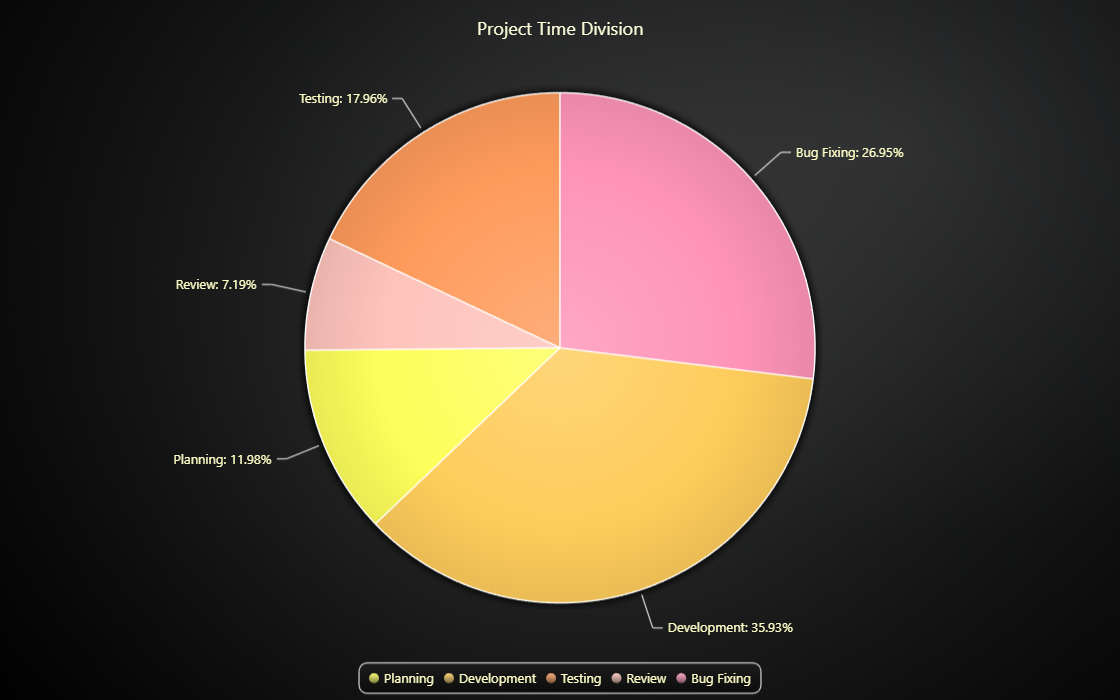 Project Time Division
Testing: 17.96%
Bug Fixing: 26.95%
Review: 7.19%
Planning: 11.98%
Development: 35.93%
Planning Development Testing Review Bug Fixing